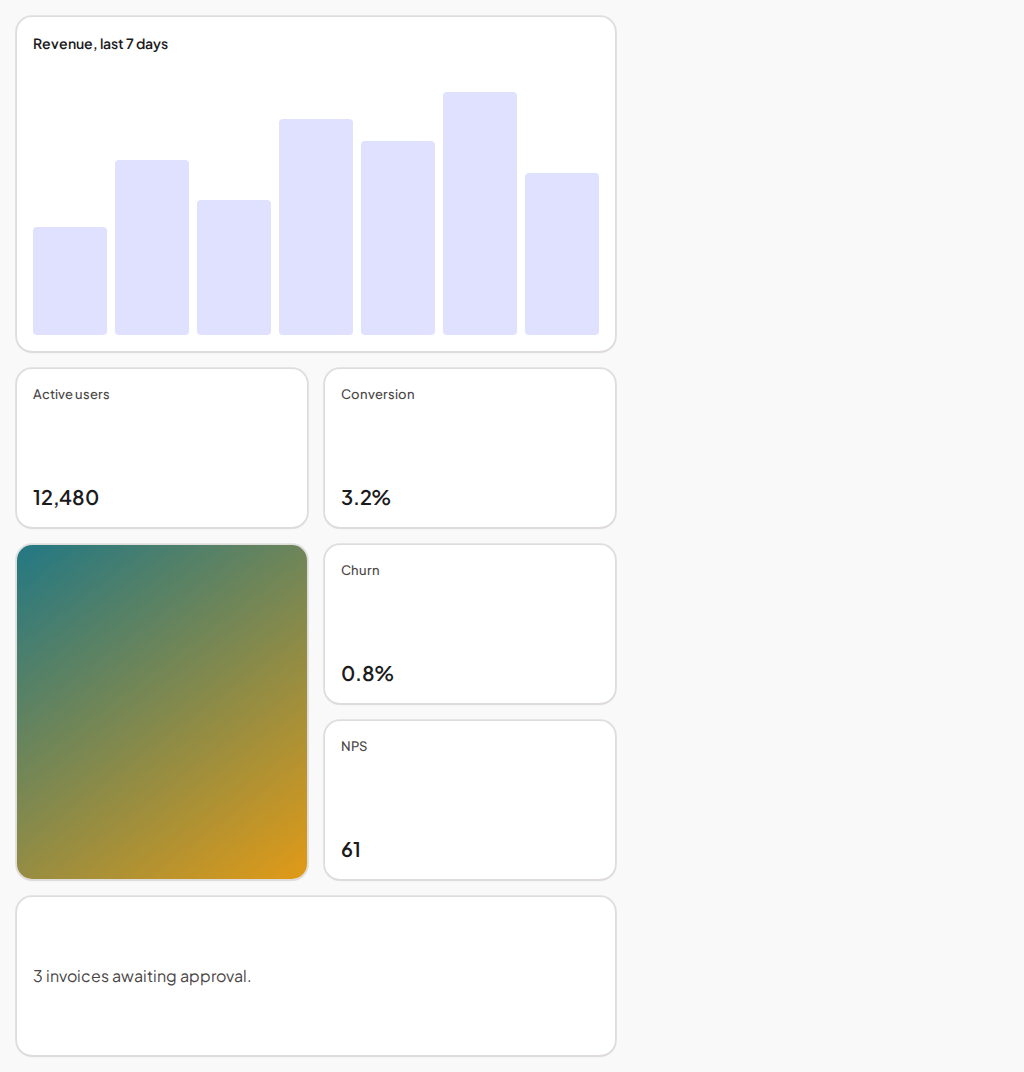 Revenue, last 7 days
Active users
12,480
Conversion
3.2%
Churn
0.8%
NPS
61
3 invoices awaiting approval.